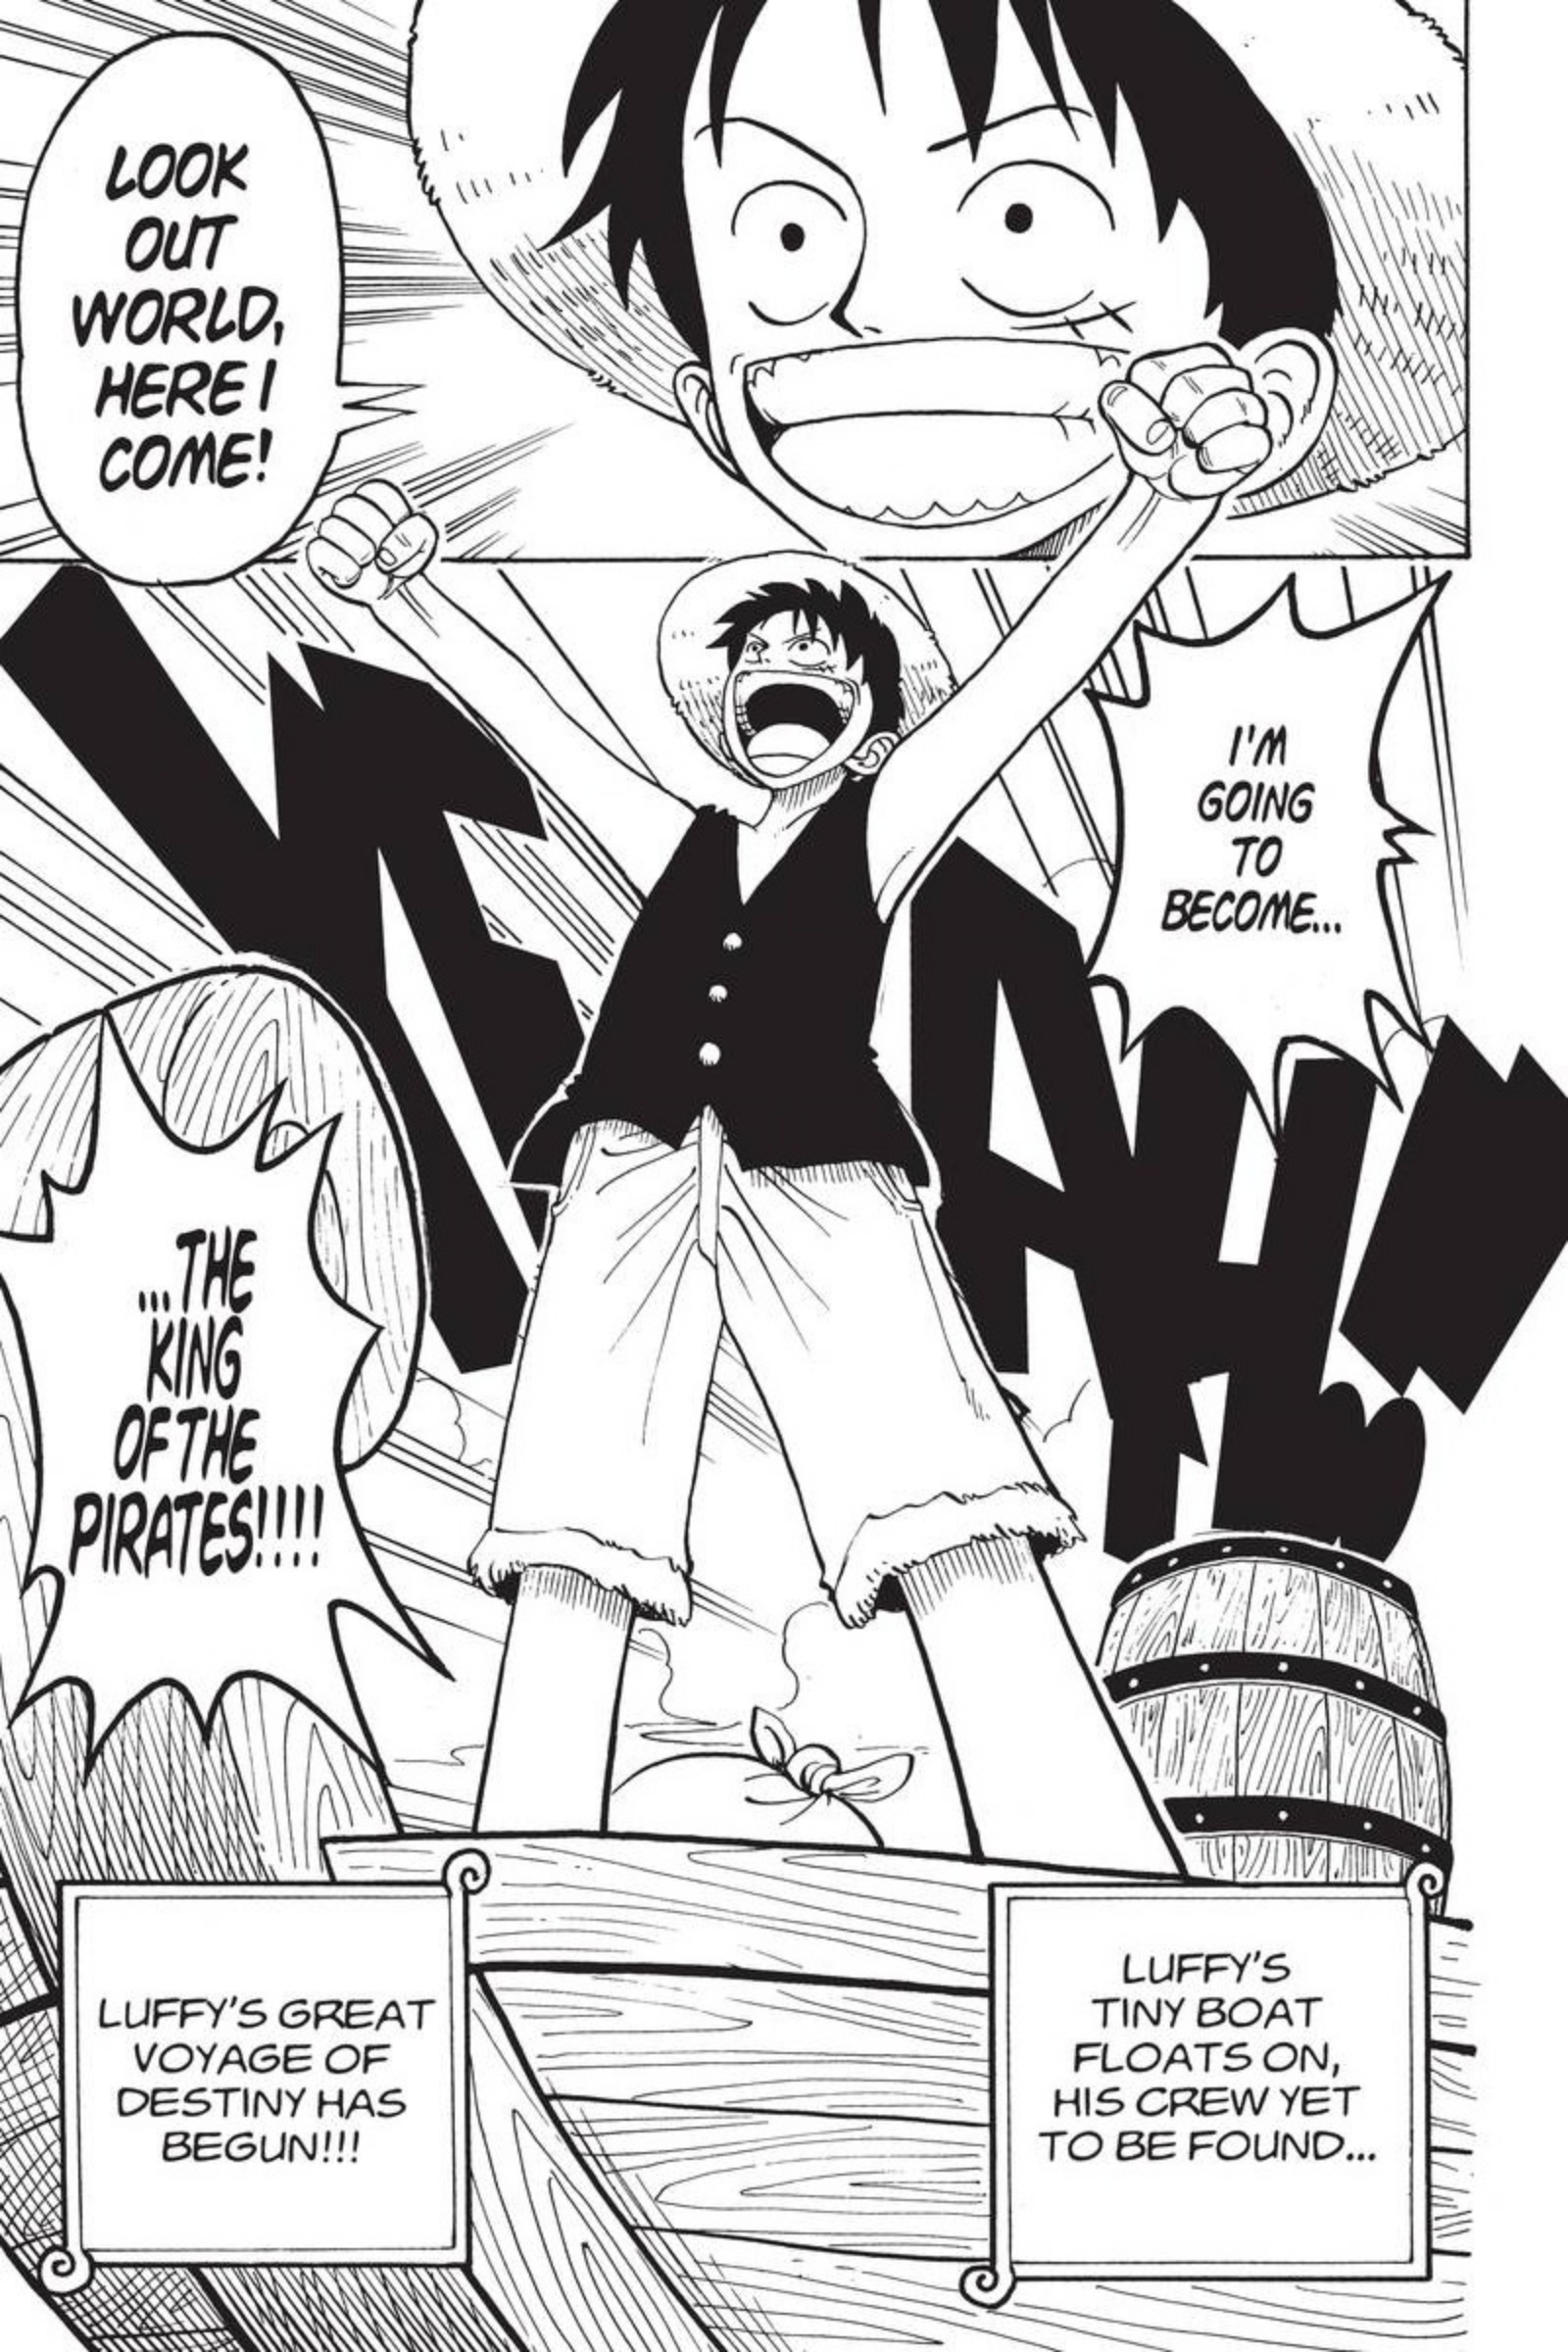 LOOK
OUT
WORLD,
HERE I
COME!
I'M
GOING
TO
BECOME...
...THE
KING
OF THE
PIRATES!!!!
YEAH!
LUFFY'S
TINY BOAT
FLOATS ON,
HIS CREW YET
TO BE FOUND...
LUFFY'S GREAT
VOYAGE OF
DESTINY HAS
BEGUN!!!